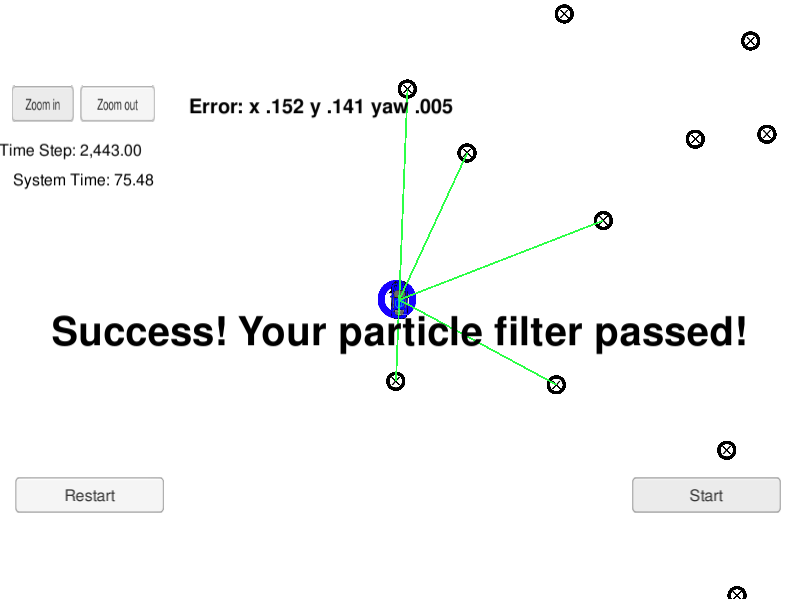 Zoom in Zoom out Error: x .152 y .141 yaw .005
Time Step: 2,443.00
System Time: 75.48
Success! Your particle filter passed!
Restart Start